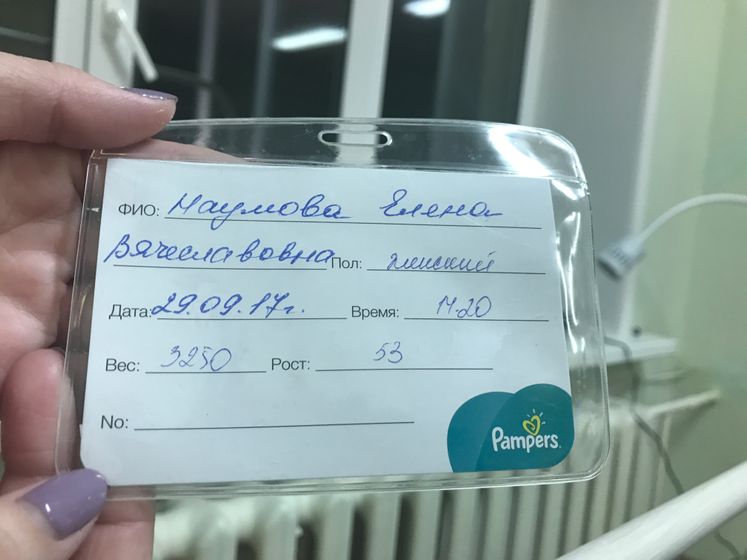 ФИО: Наумова Елена
Вячеславовна Пол: женский
Дата: 29.09.17г. Время: 14-20
Вес: 3250 Рост: 53
No:
Pampers